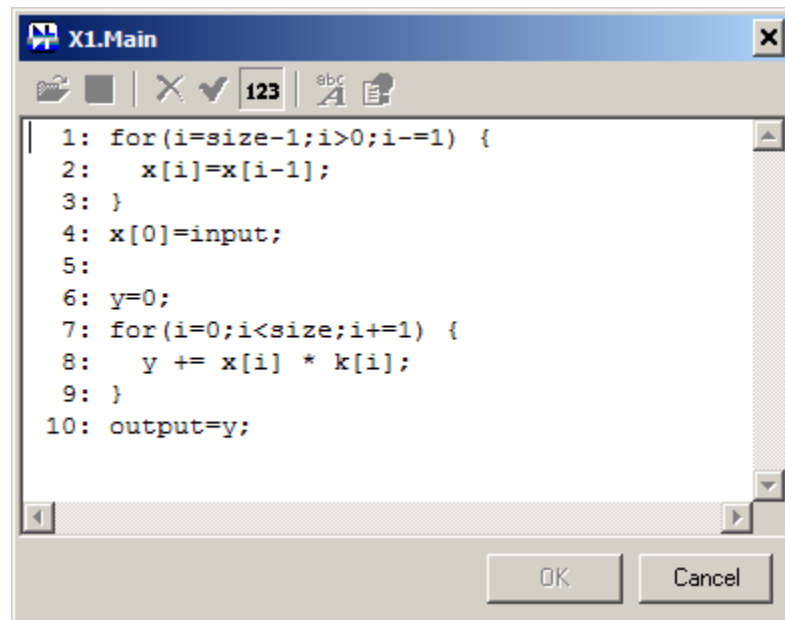 X1.Main
123
abc
A
1: for(i=size-1;i>0;i-=1) {
2:   x[i]=x[i-1];
3: }
4: x[0]=input;
5:
6: y=0;
7: for(i=0;i<size;i+=1) {
8:   y += x[i] * k[i];
9: }
10: output=y;
OK
Cancel